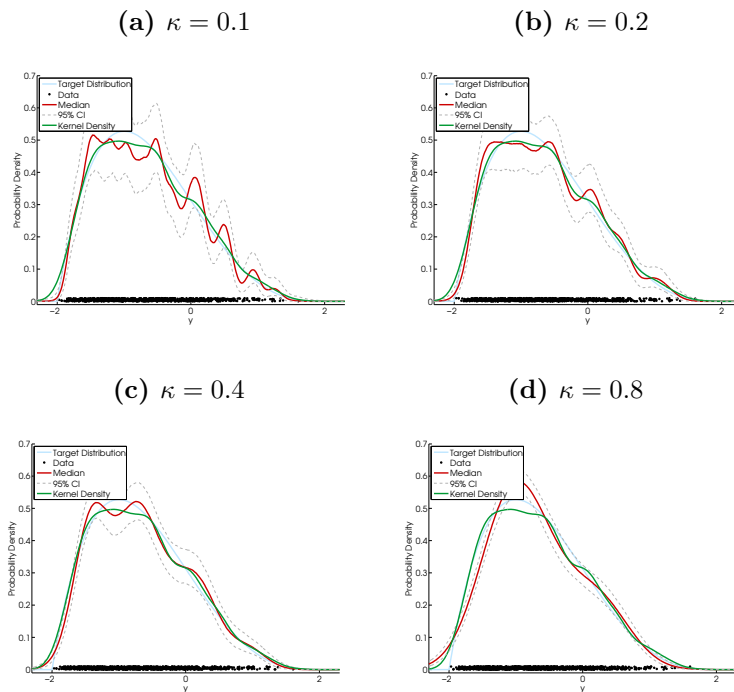 (a) κ = 0.1
(b) κ = 0.2
0.7
0.6
0.5
0.4
0.3
0.2
0.1
0
Probability Density
Target Distribution
Data
Median
95% CI
Kernel Density
−2
0
2
y
0.7
0.6
0.5
0.4
0.3
0.2
0.1
0
Probability Density
Target Distribution
Data
Median
95% CI
Kernel Density
−2
0
2
y
(c) κ = 0.4
(d) κ = 0.8
0.7
0.6
0.5
0.4
0.3
0.2
0.1
0
Probability Density
Target Distribution
Data
Median
95% CI
Kernel Density
−2
0
2
y
0.7
0.6
0.5
0.4
0.3
0.2
0.1
0
Probability Density
Target Distribution
Data
Median
95% CI
Kernel Density
−2
0
2
y